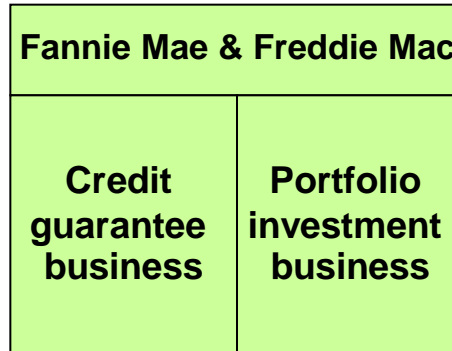 Fannie Mae & Freddie Mac
Credit
guarantee
business
Portfolio
investment
business